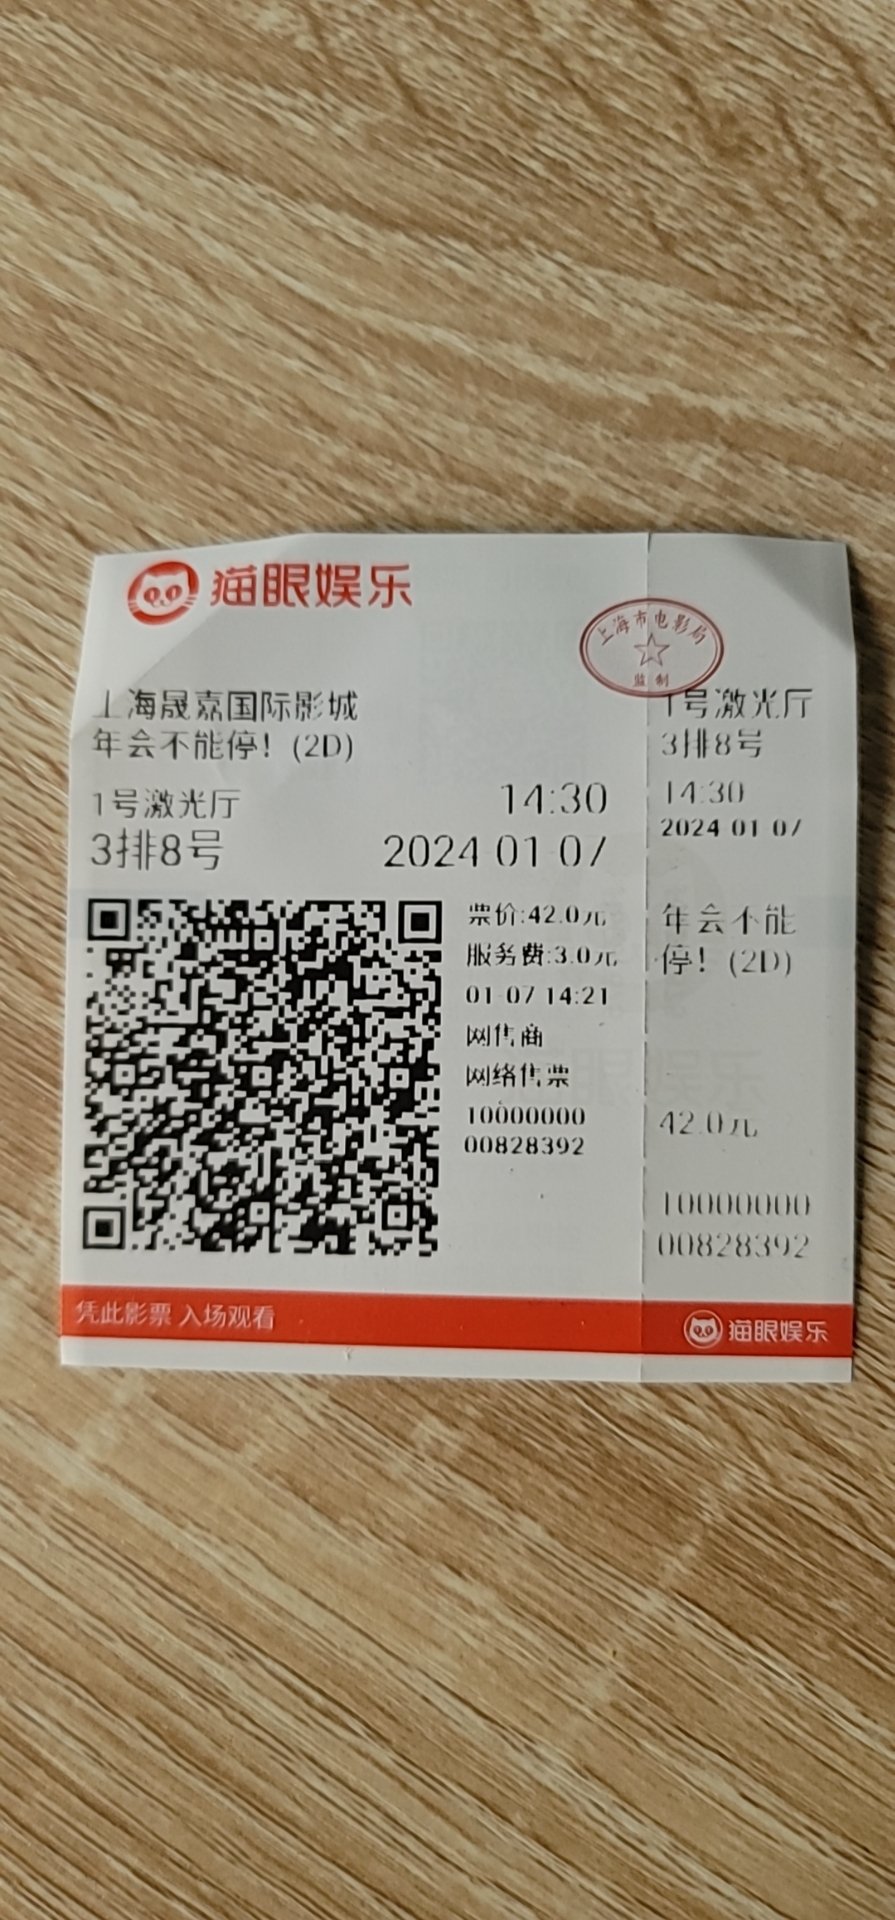 猫眼娱乐
上海市电影局
监制
上海晟嘉国际影城
年会不能停！(2D)
1号激光厅 14:30
3排8号 2024-01-07
票价:42.0元
服务费:3.0元
01-07 14:21
网售商
网络售票
10000000
00828392
1号激光厅
3排8号
14:30
2024-01-07
年会不能
停！(2D)
42.0元
10000000
00828392
凭此影票 入场观看
猫眼娱乐